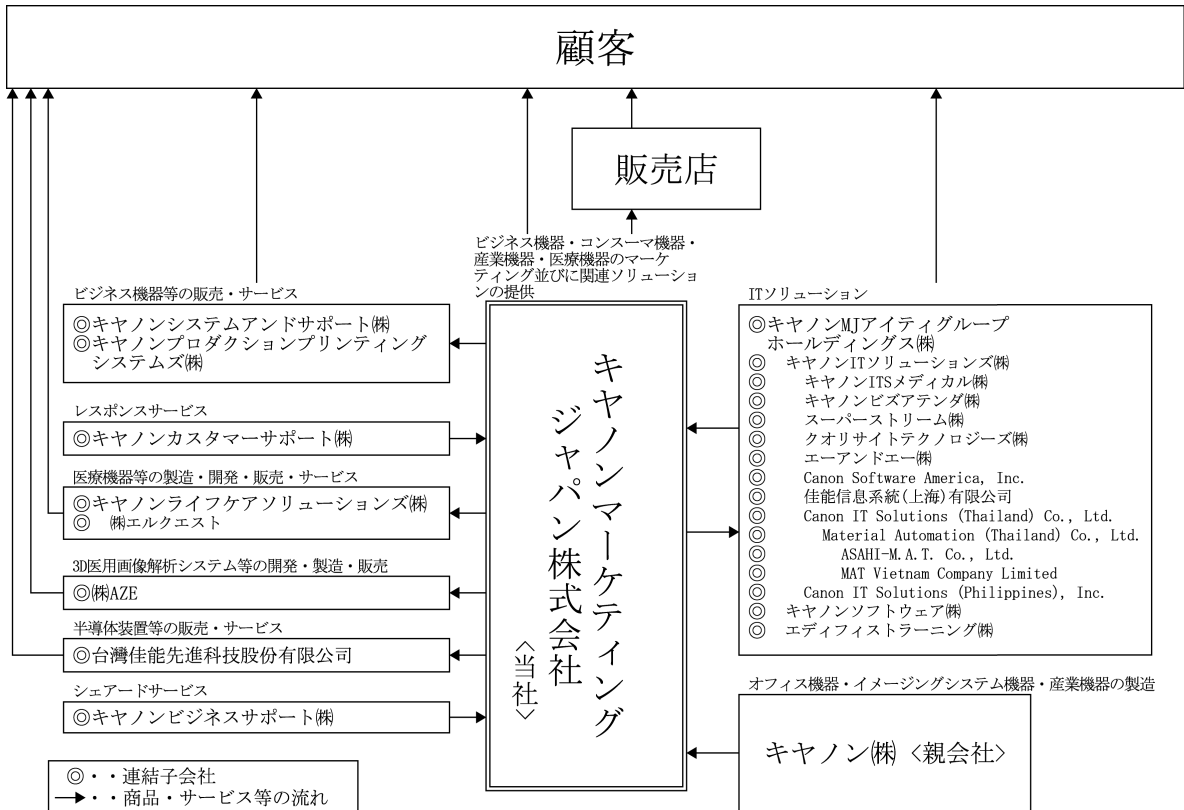 顧客
販売店
ビジネス機器・コンスーマ機器・
産業機器・医療機器のマーケ
ティング並びに関連ソリューショ
ンの提供
ビジネス機器等の販売・サービス
◎キヤノンシステムアンドサポート㈱
◎キヤノンプロダクションプリンティング
システムズ㈱
レスポンスサービス
◎キヤノンカスタマーサポート㈱
医療機器等の製造・開発・販売・サービス
◎キヤノンライフケアソリューションズ㈱
◎ ㈱エルクエスト
3D医用画像解析システム等の開発・製造・販売
◎㈱AZE
半導体装置等の販売・サービス
◎台灣佳能先進科技股份有限公司
シェアードサービス
◎キヤノンビジネスサポート㈱
◎・・連結子会社
→・・商品・サービス等の流れ
キヤノンマーケティング
ジャパン株式会社
〈当社〉
ITソリューション
◎キヤノンMJアイティグループ
ホールディングス㈱
◎ キヤノンITソリューションズ㈱
◎ キヤノンITSメディカル㈱
◎ キヤノンビズアテンダ㈱
◎ スーパーストリーム㈱
◎ クオリサイトテクノロジーズ㈱
◎ エーアンドエー㈱
◎ Canon Software America, Inc.
◎ 佳能信息系統(上海)有限公司
◎ Canon IT Solutions (Thailand) Co., Ltd.
◎ Material Automation (Thailand) Co., Ltd.
◎ ASAHI-M.A.T. Co., Ltd.
◎ MAT Vietnam Company Limited
◎ Canon IT Solutions (Philippines), Inc.
◎ キヤノンソフトウェア㈱
◎ エディフィストラーニング㈱
オフィス機器・イメージングシステム機器・産業機器の製造
キヤノン㈱〈親会社〉